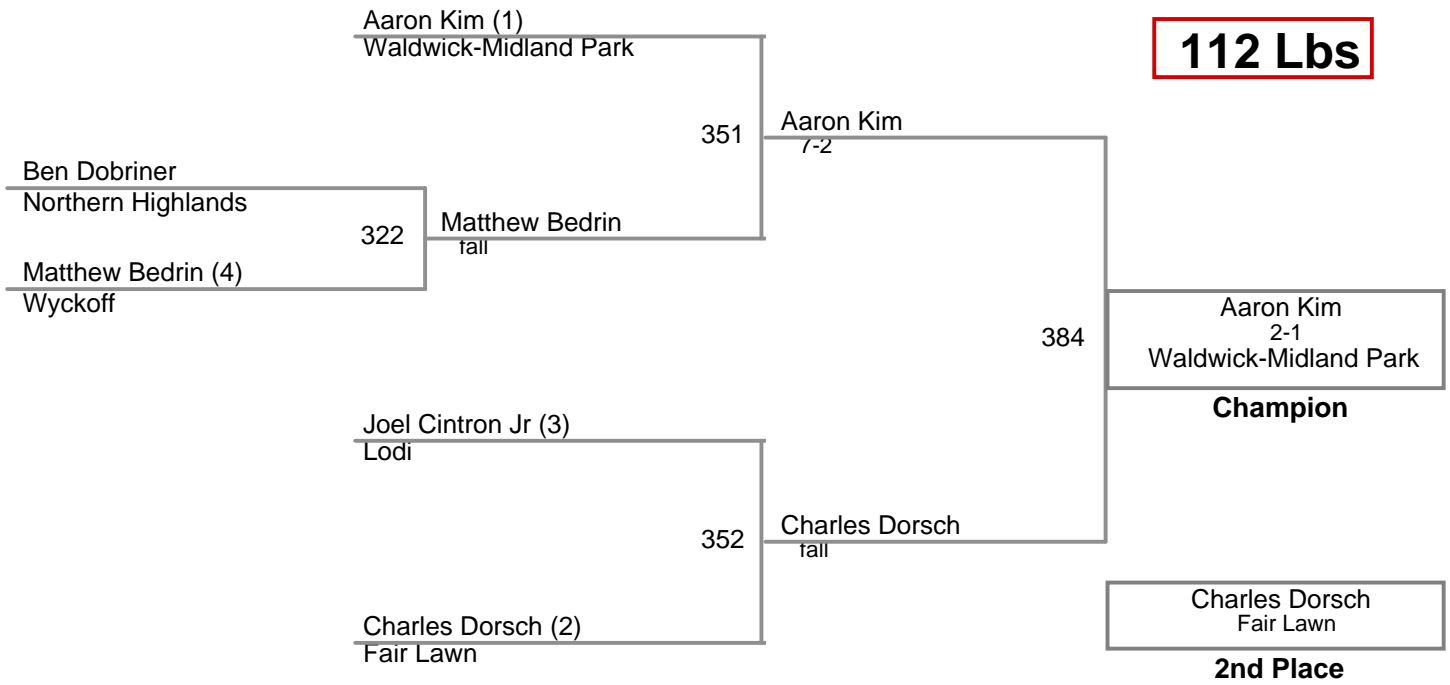 Aaron Kim (1)
Waldwick-Midland Park
112 Lbs
351
Aaron Kim
7-2
Ben Dobriner
Northern Highlands
322
Matthew Bedrin
fall
Matthew Bedrin (4)
Wyckoff
384
Aaron Kim
2-1
Waldwick-Midland Park
Champion
Joel Cintron Jr (3)
Lodi
352
Charles Dorsch
fall
Charles Dorsch (2)
Fair Lawn
Charles Dorsch
Fair Lawn
2nd Place